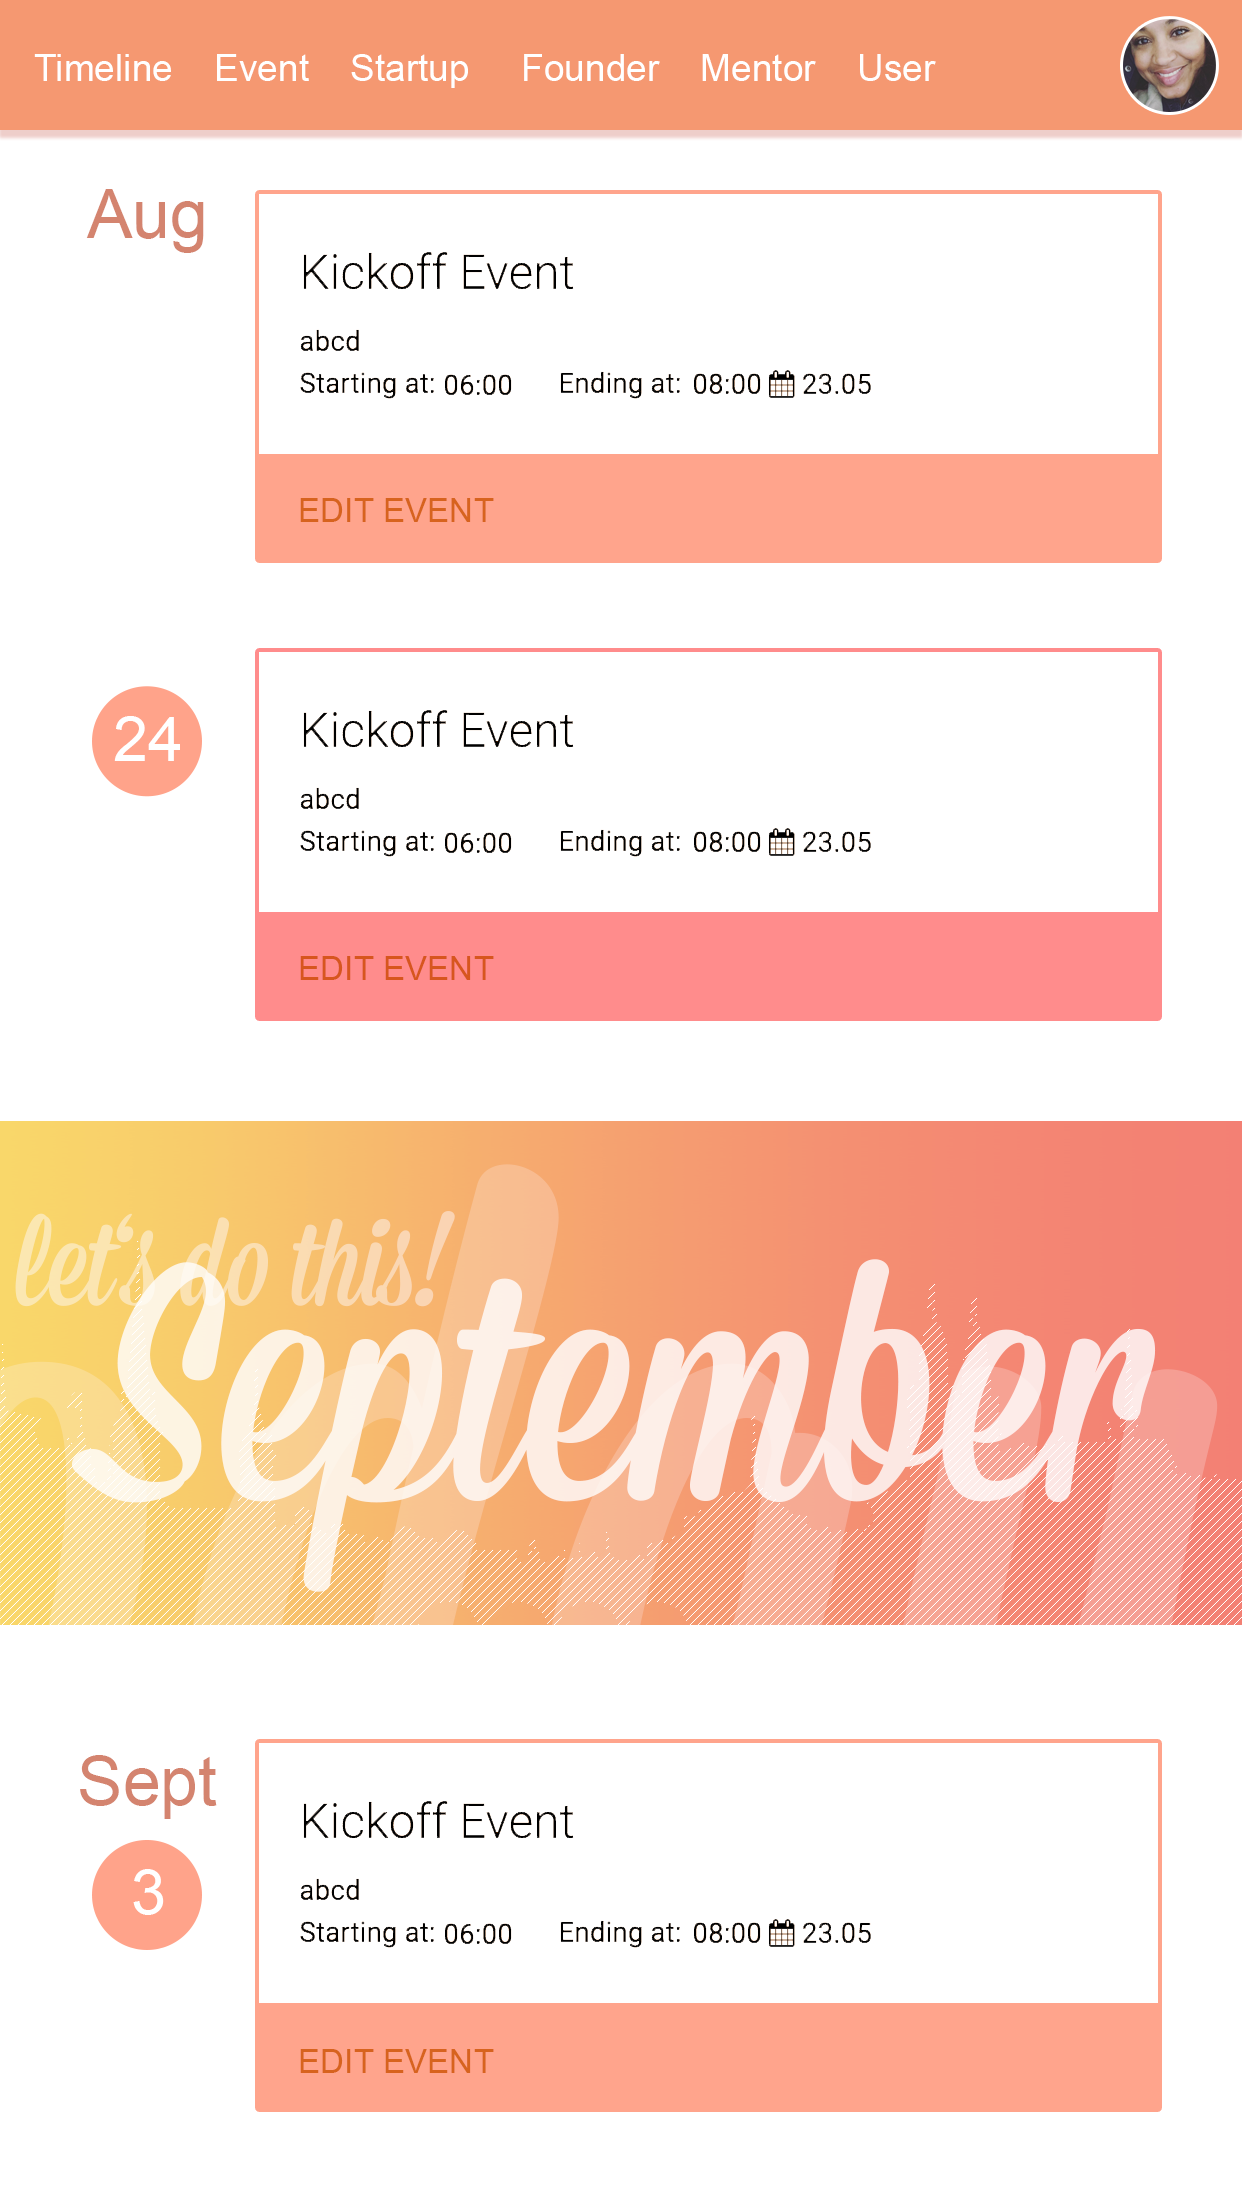 Timeline Event Startup Founder Mentor User
Aug
Kickoff Event
abcd
Starting at: 06:00 Ending at: 08:00 23.05
EDIT EVENT
24
Kickoff Event
abcd
Starting at: 06:00 Ending at: 08:00 23.05
EDIT EVENT
let's do this!
September
Sept
3
Kickoff Event
abcd
Starting at: 06:00 Ending at: 08:00 23.05
EDIT EVENT